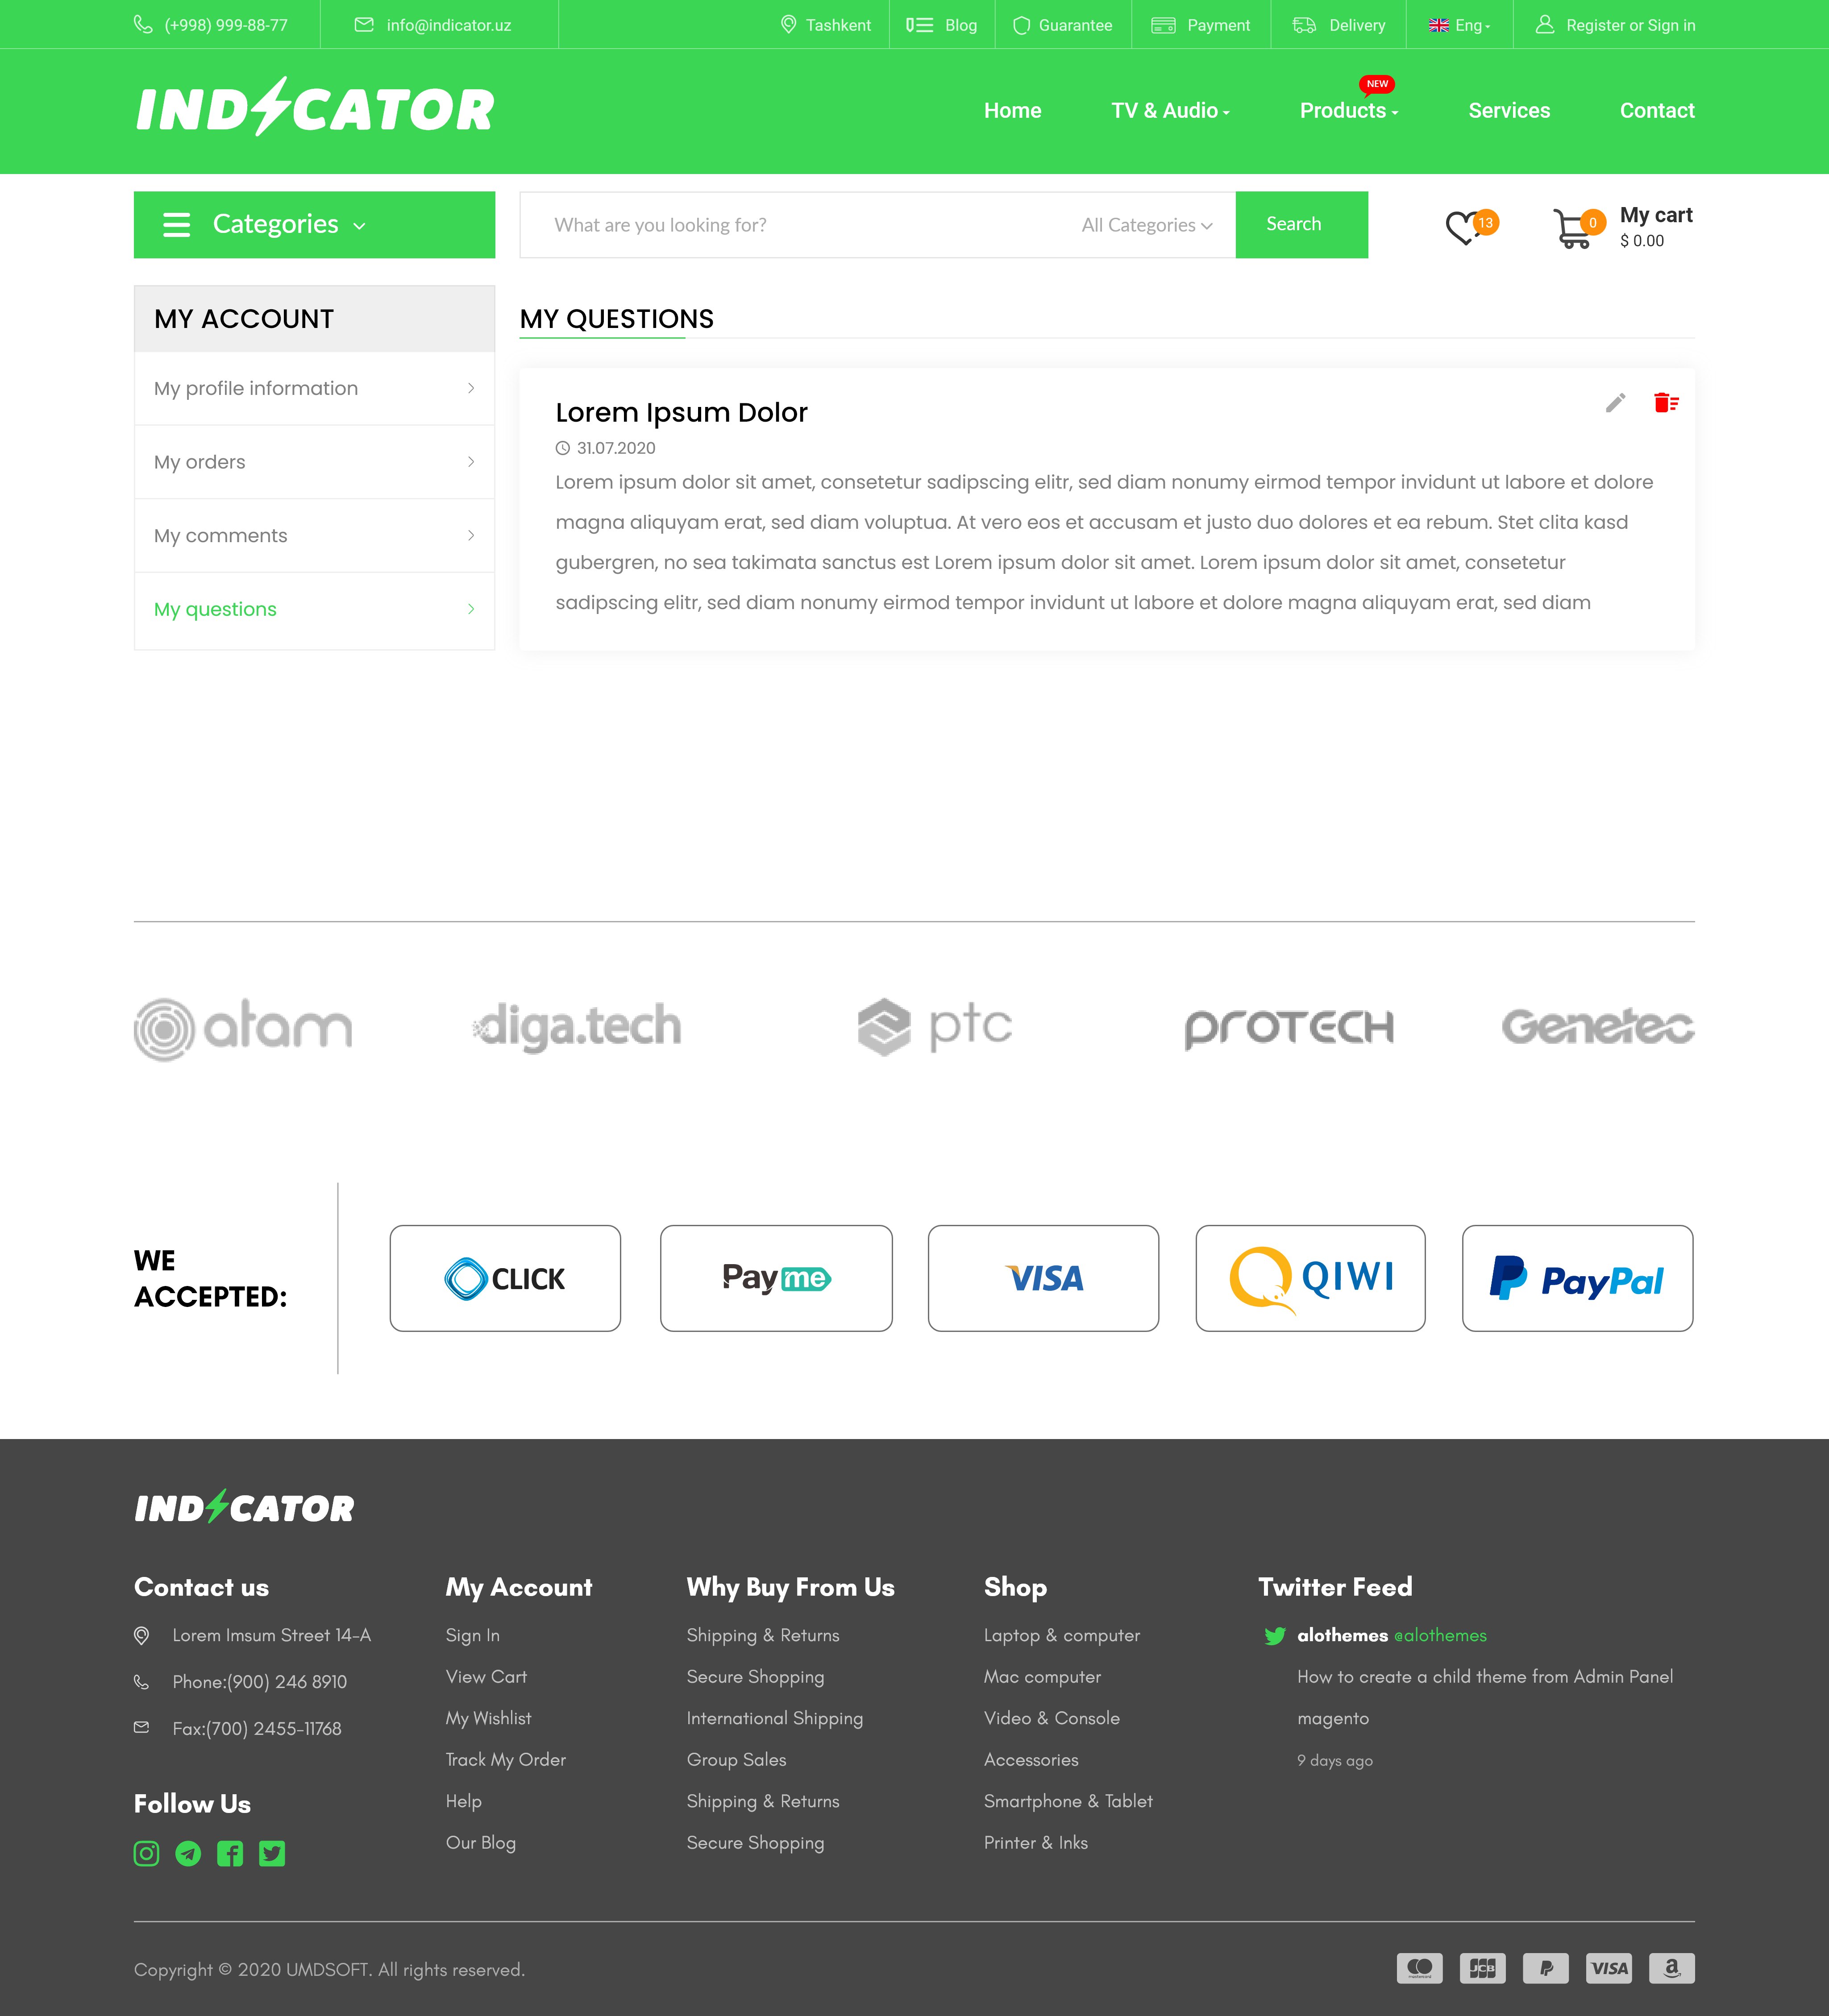 (+998) 999-88-77
info@indicator.uz
Tashkent
Blog
Guarantee
Payment
Delivery
Eng
Register or Sign in
INDICATOR
Home
TV & Audio
Products
NEW
Services
Contact
Categories
What are you looking for?
All Categories
Search
13
0
My cart
$ 0.00
MY ACCOUNT
My profile information
My orders
My comments
My questions
MY QUESTIONS
Lorem Ipsum Dolor
31.07.2020
Lorem ipsum dolor sit amet, consetetur sadipscing elitr, sed diam nonumy eirmod tempor invidunt ut labore et dolore
magna aliquyam erat, sed diam voluptua. At vero eos et accusam et justo duo dolores et ea rebum. Stet clita kasd
gubergren, no sea takimata sanctus est Lorem ipsum dolor sit amet. Lorem ipsum dolor sit amet, consetetur
sadipscing elitr, sed diam nonumy eirmod tempor invidunt ut labore et dolore magna aliquyam erat, sed diam
atam
diga.tech
ptc
PROTECH
Genetec
WE
ACCEPTED:
CLICK
Payme
VISA
QIWI
PayPal
INDICATOR
Contact us
Lorem Imsum Street 14-A
Phone:(900) 246 8910
Fax:(700) 2455-11768
Follow Us
My Account
Sign In
View Cart
My Wishlist
Track My Order
Help
Our Blog
Why Buy From Us
Shipping & Returns
Secure Shopping
International Shipping
Group Sales
Shipping & Returns
Secure Shopping
Shop
Laptop & computer
Mac computer
Video & Console
Accessories
Smartphone & Tablet
Printer & Inks
Twitter Feed
alothemes @alothemes
How to create a child theme from Admin Panel
magento
9 days ago
Copyright © 2020 UMDSOFT. All rights reserved.
mastercard
JCB
VISA